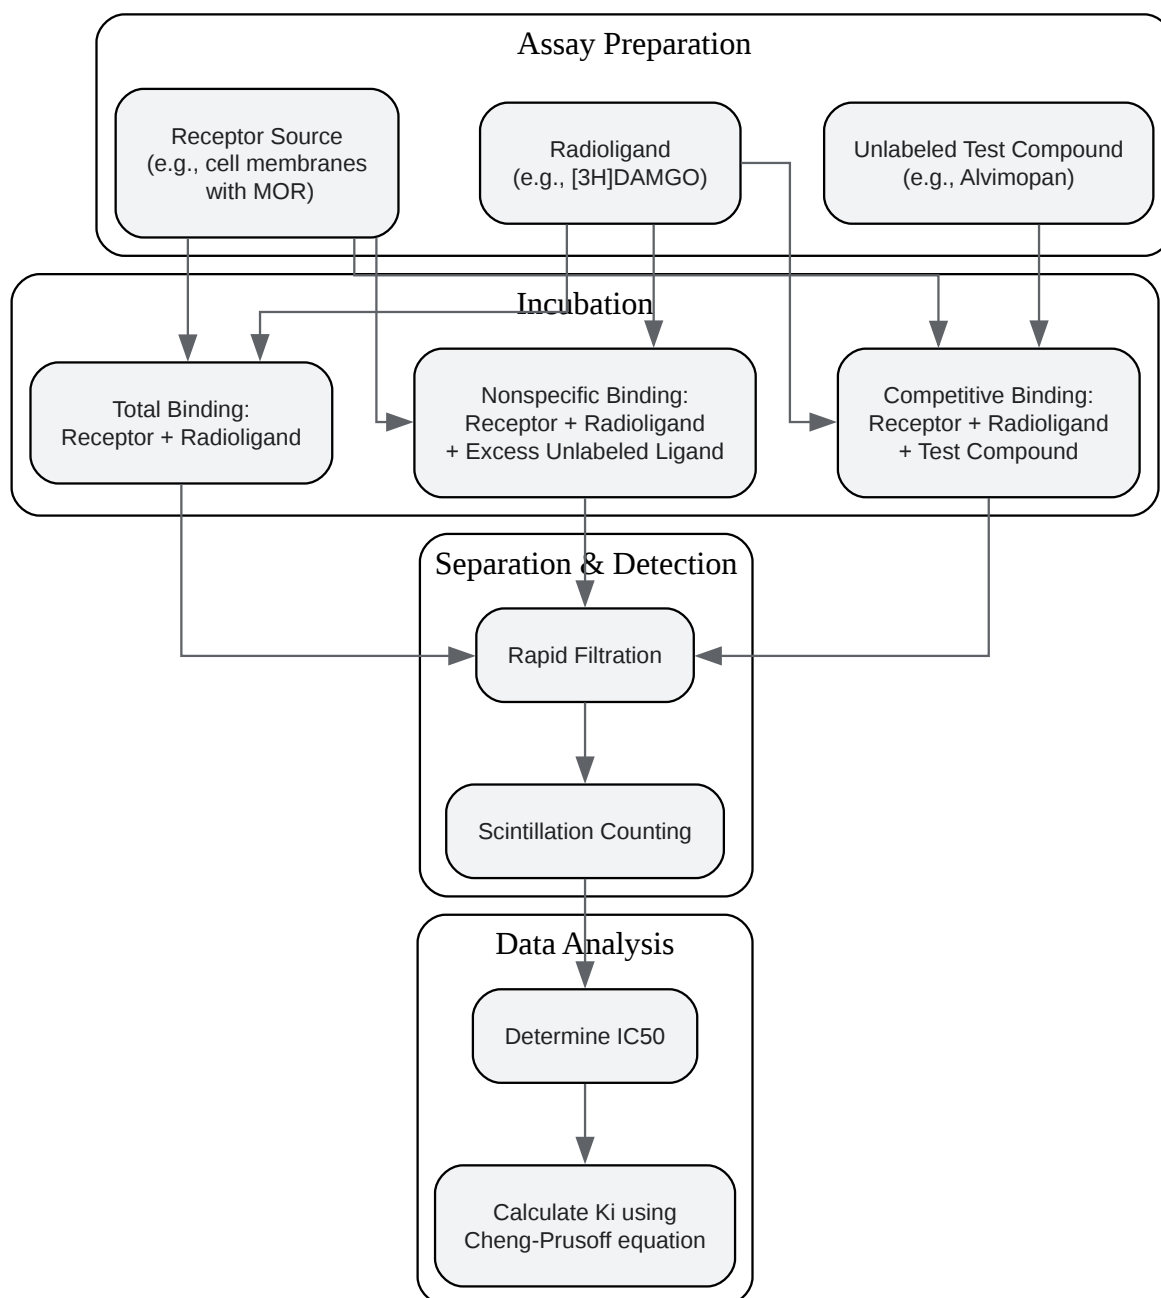 Assay Preparation
Receptor Source
(e.g., cell membranes
with MOR)
Radioligand
(e.g., [3H]DAMGO)
Unlabeled Test Compound
(e.g., Alvimopan)
Incubation
Total Binding:
Receptor + Radioligand
Nonspecific Binding:
Receptor + Radioligand
+ Excess Unlabeled Ligand
Competitive Binding:
Receptor + Radioligand
+ Test Compound
Separation & Detection
Rapid Filtration
Scintillation Counting
Data Analysis
Determine IC50
Calculate Ki using
Cheng-Prusoff equation